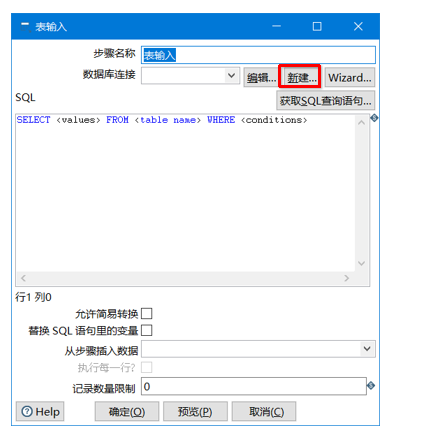 表输入
步骤名称 表输入
数据库连接 编辑... 新建... Wizard...
SQL 获取SQL查询语句...
SELECT <values> FROM <table name> WHERE <conditions>
行1 列0
允许简易转换
替换 SQL 语句里的变量
从步骤插入数据
执行每一行?
记录数量限制 0
Help 确定(O) 预览(P) 取消(C)